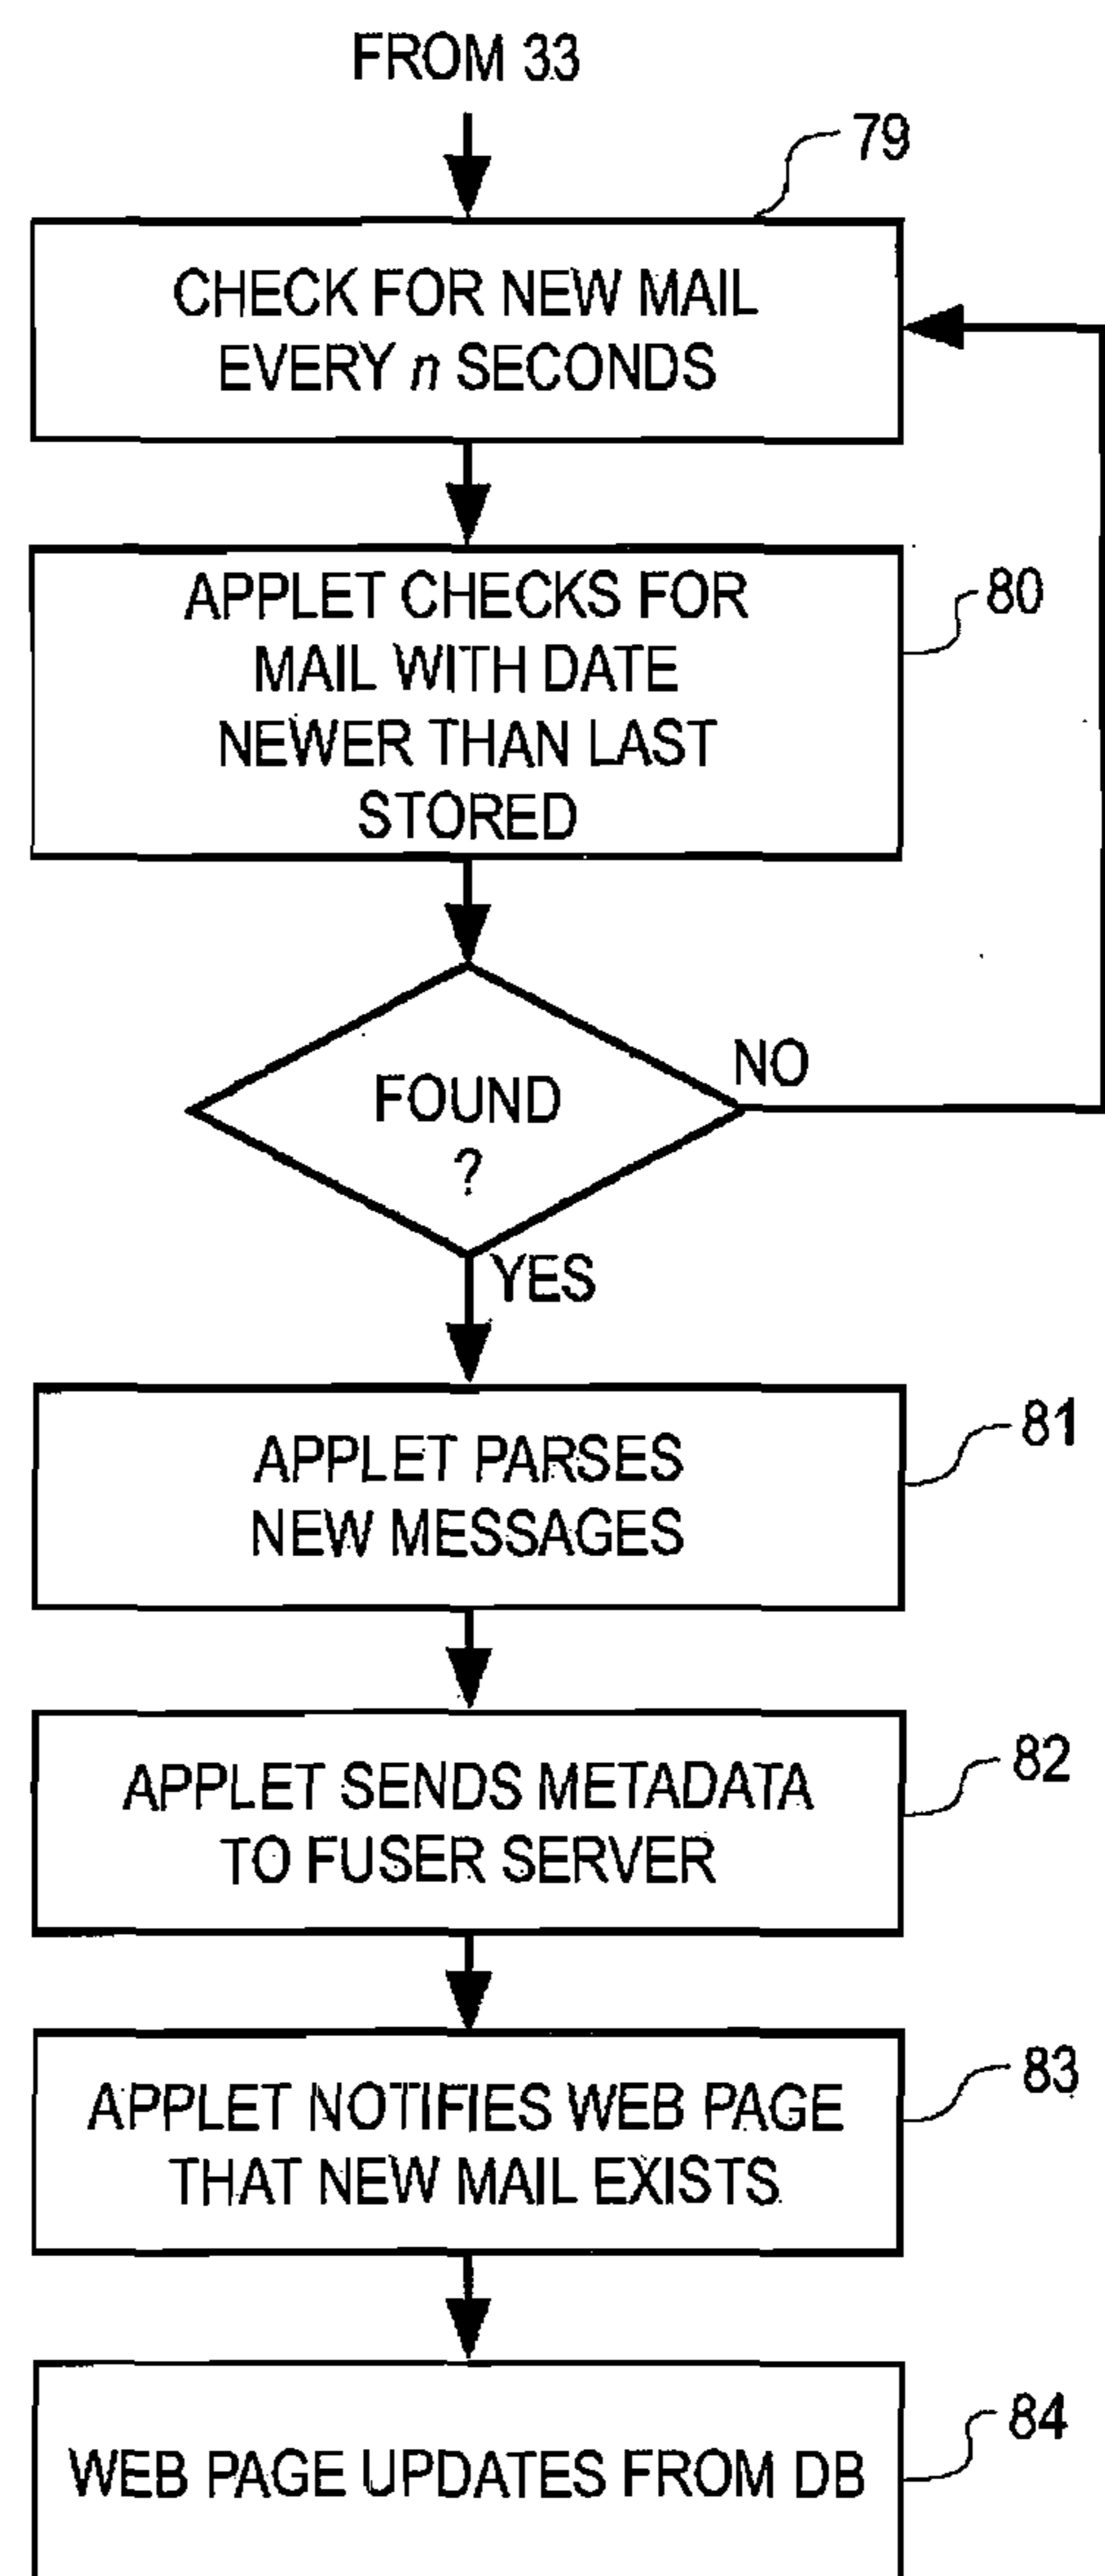 FROM 33
79
CHECK FOR NEW MAIL
EVERY n SECONDS
APPLET CHECKS FOR
MAIL WITH DATE
NEWER THAN LAST
STORED
80
FOUND
?
NO
YES
APPLET PARSES
NEW MESSAGES
81
APPLET SENDS METADATA
TO FUSER SERVER
82
APPLET NOTIFIES WEB PAGE
THAT NEW MAIL EXISTS
83
WEB PAGE UPDATES FROM DB
84